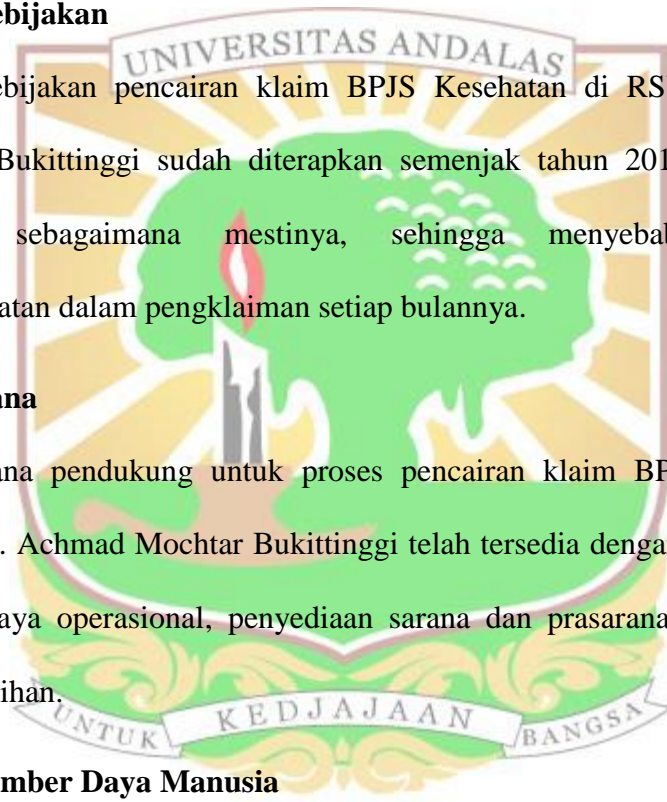 ebijakan
UNIVERSITAS ANDALAS
ebijakan pencairan klaim BPJS Kesehatan di RS
Bukittinggi sudah diterapkan semenjak tahun 201
sebagaimana mestinya, sehingga menyebab
atan dalam pengklaiman setiap bulannya.
ana
ana pendukung untuk proses pencairan klaim BP
. Achmad Mochtar Bukittinggi telah tersedia denga
aya operasional, penyediaan sarana dan prasarana
ihan.
UNTUK KEDJAJAAN BANGSA
mber Daya Manusia